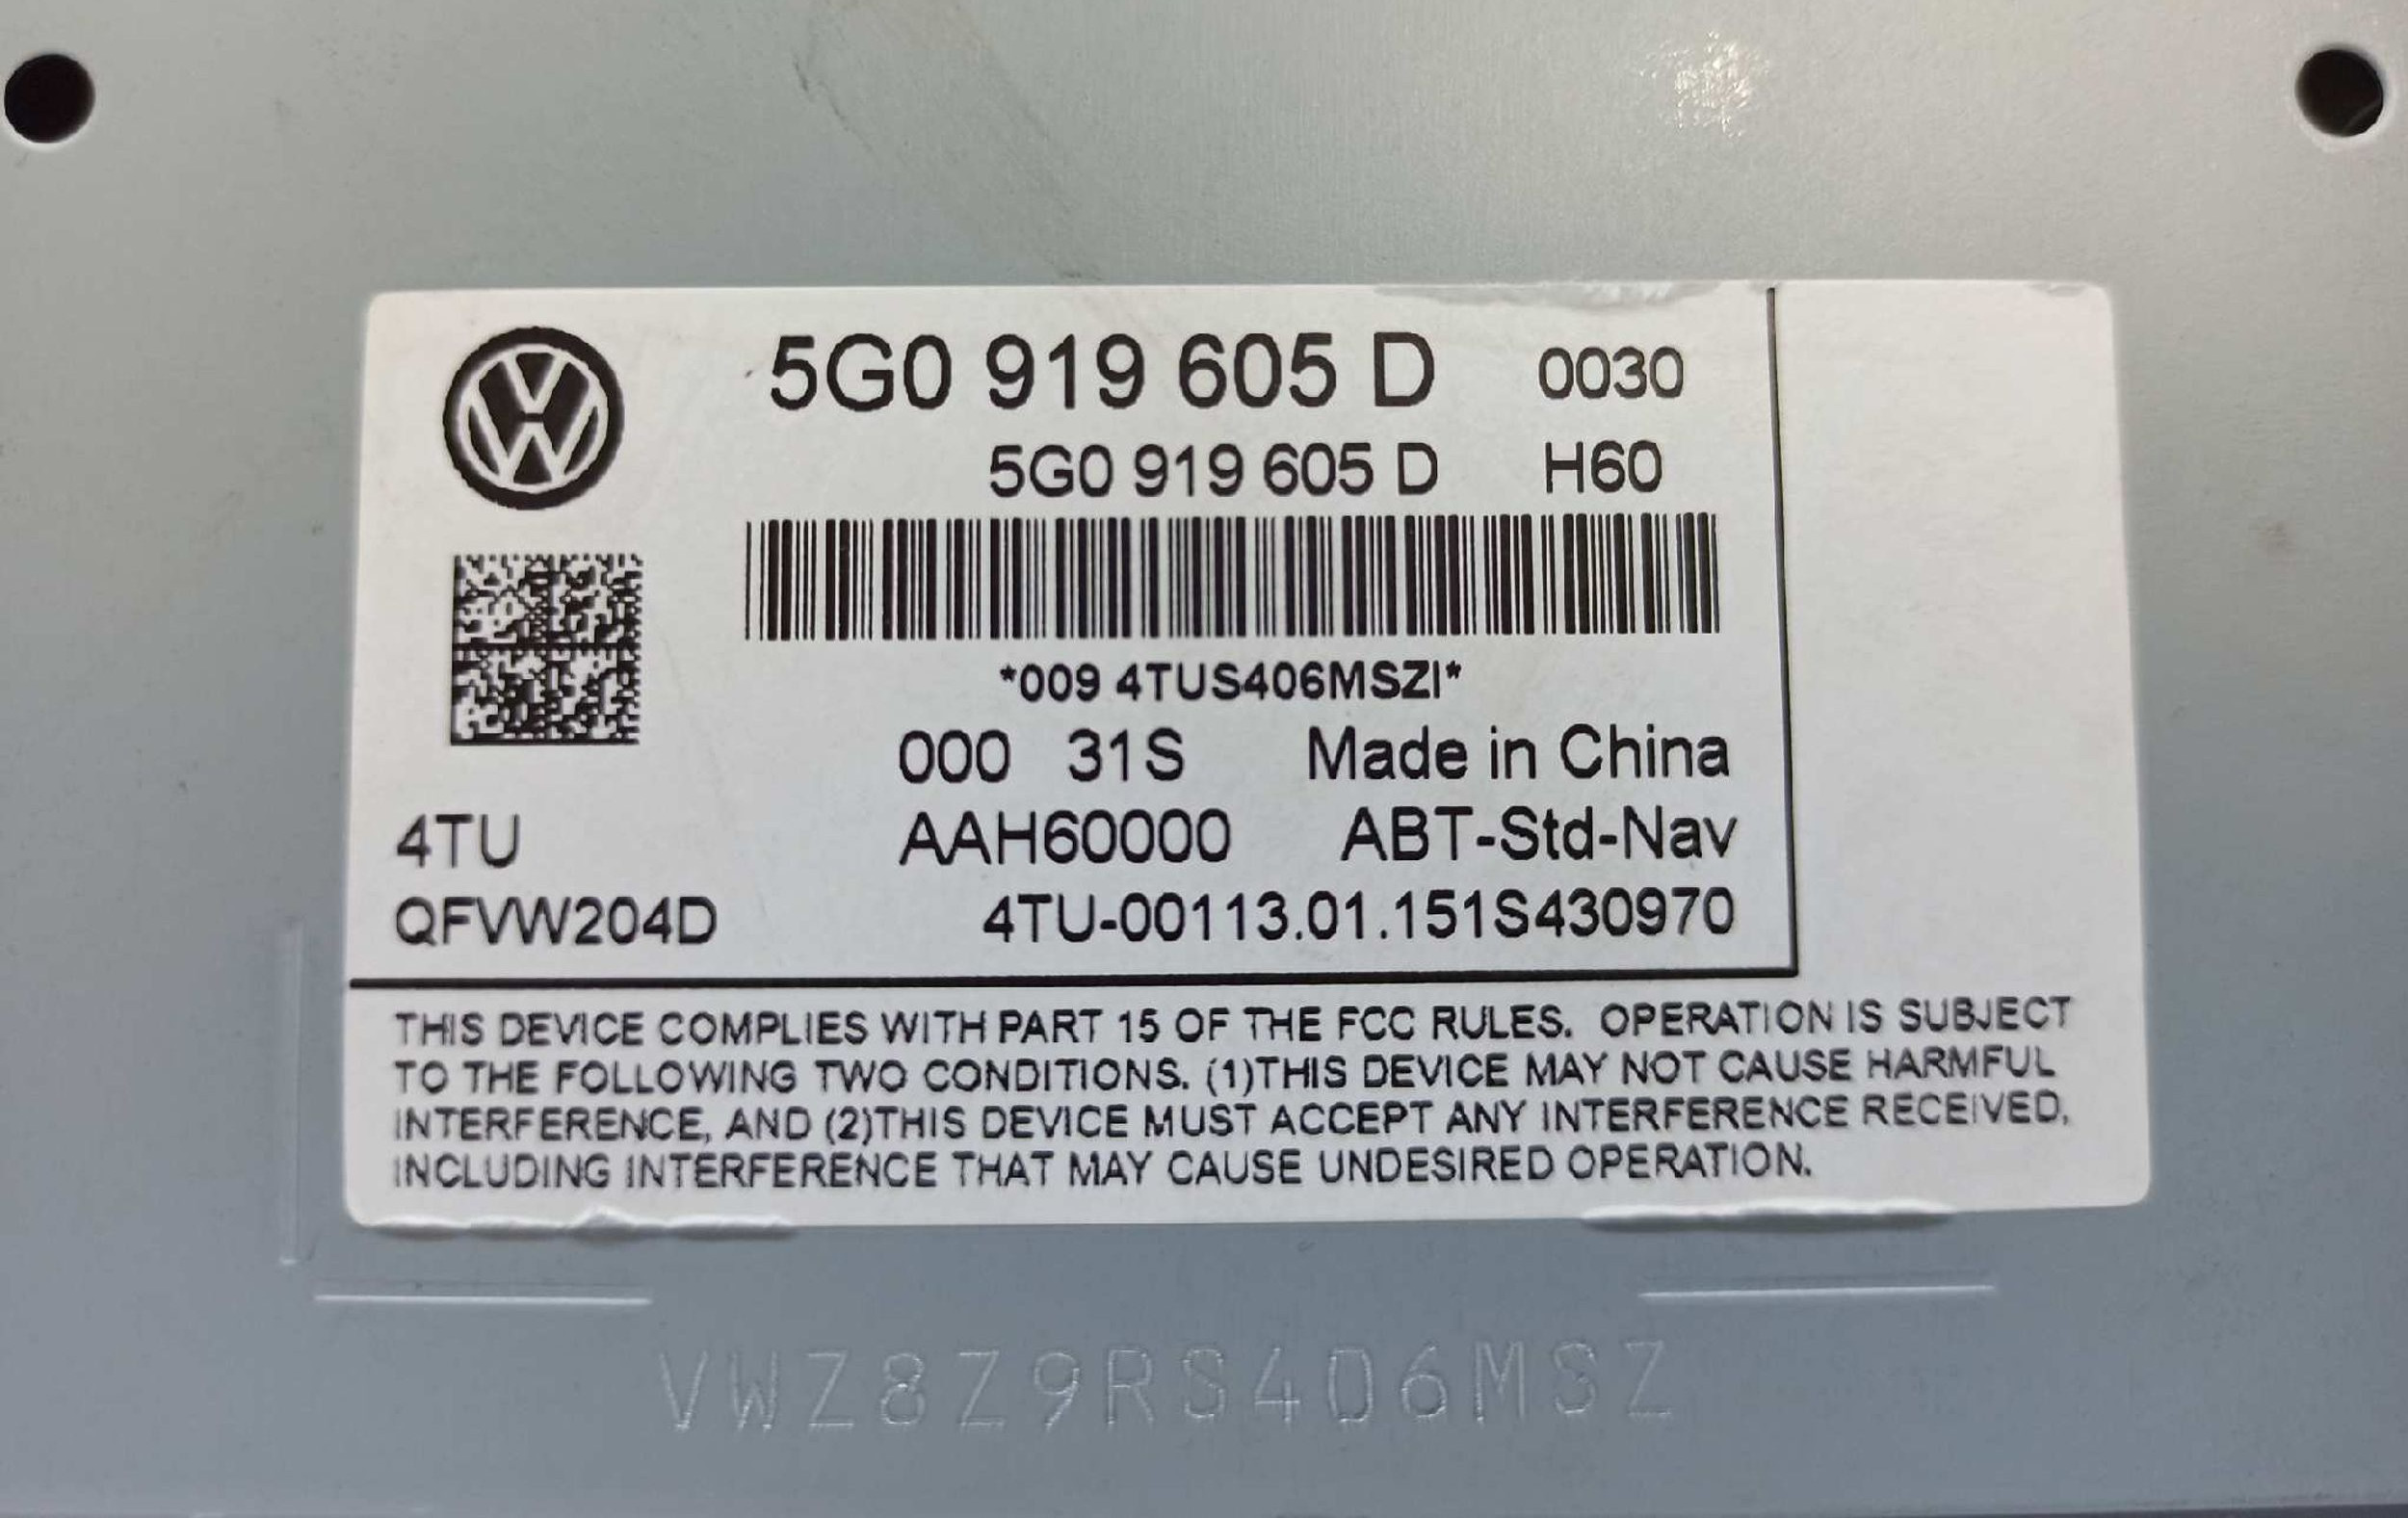 5G0 919 605 D 0030
5G0 919 605 D H60
*009 4TUS406MSZI*
000 31S Made in China
4TU AAH60000 ABT-Std-Nav
QFVW204D 4TU-00113.01.151S430970
THIS DEVICE COMPLIES WITH PART 15 OF THE FCC RULES. OPERATION IS SUBJECT
TO THE FOLLOWING TWO CONDITIONS. (1)THIS DEVICE MAY NOT CAUSE HARMFUL
INTERFERENCE, AND (2)THIS DEVICE MUST ACCEPT ANY INTERFERENCE RECEIVED,
INCLUDING INTERFERENCE THAT MAY CAUSE UNDESIRED OPERATION.
VWZ8Z9RS406MSZ